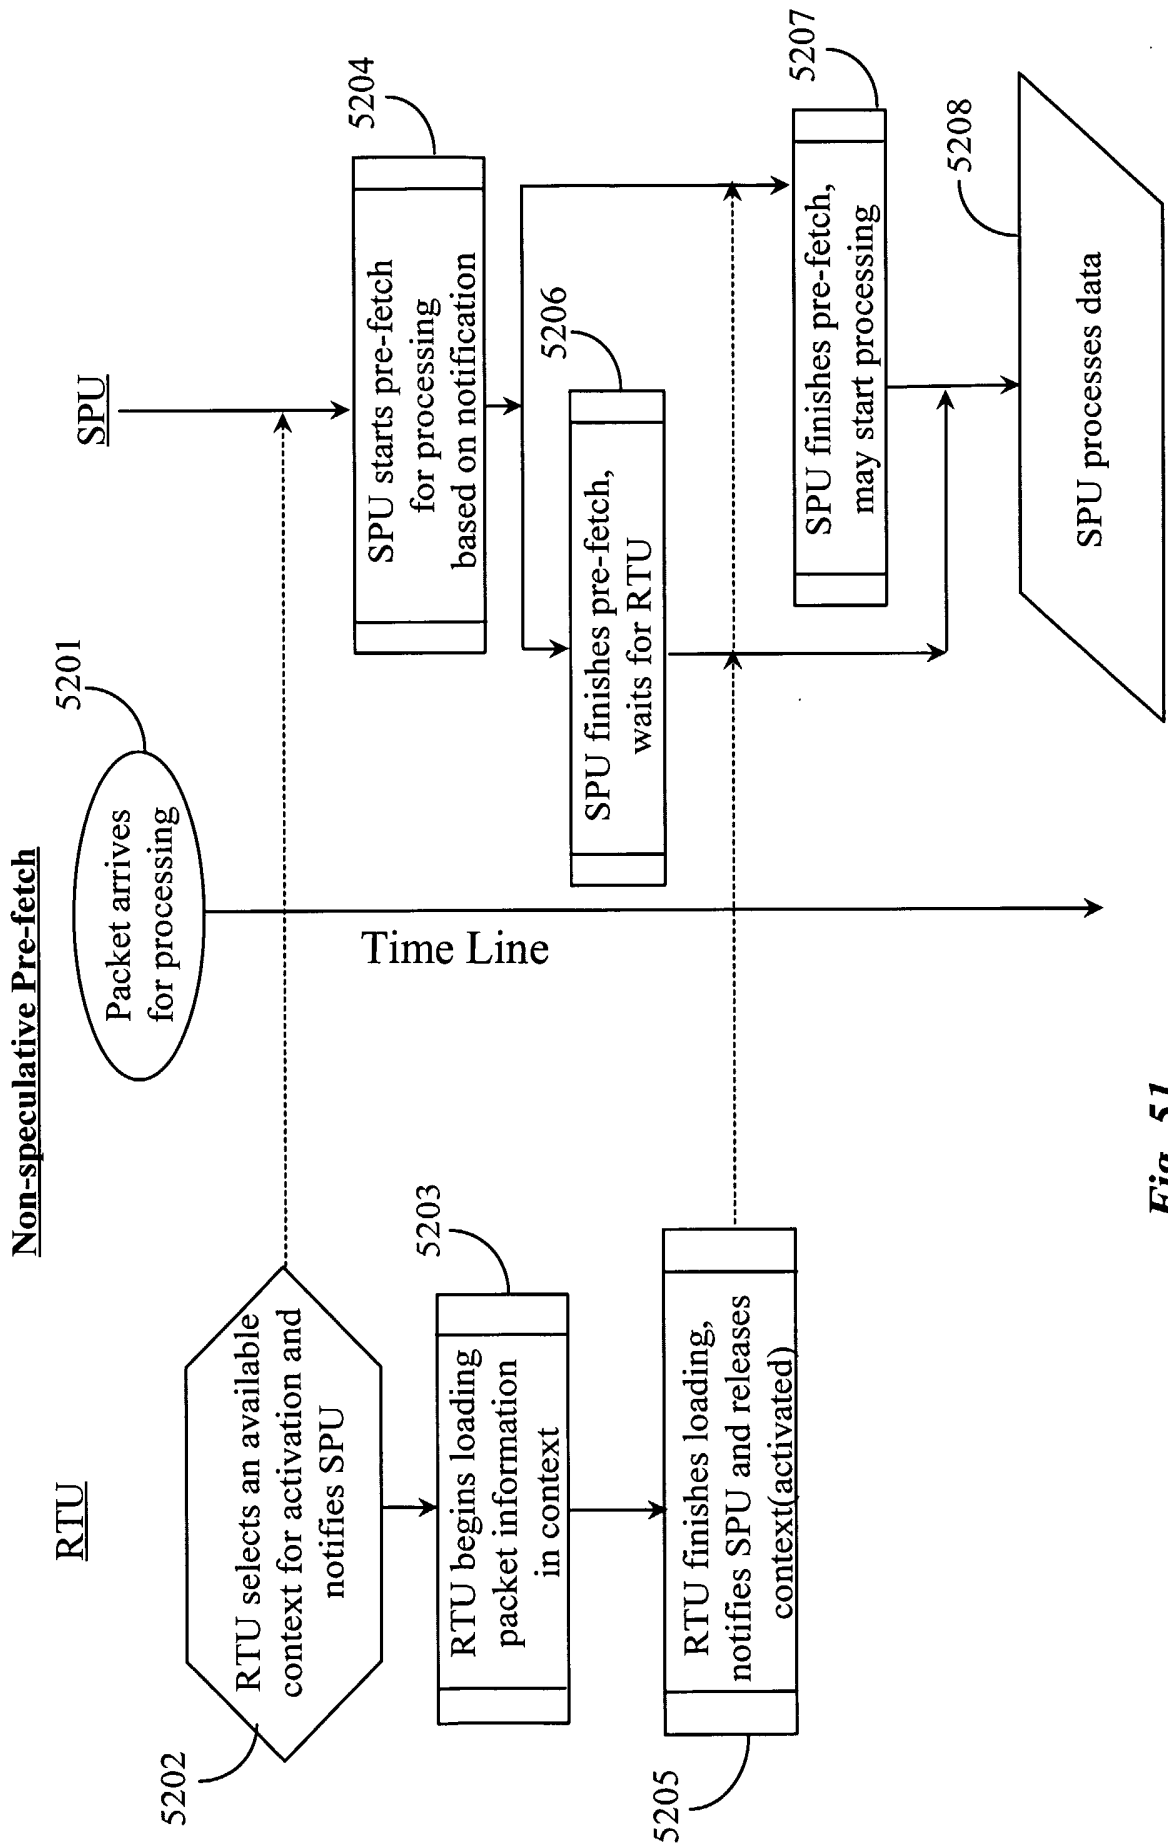 Non-speculative Pre-fetch
RTU
SPU
5201
Packet arrives
for processing
5202
RTU selects an available
context for activation and
notifies SPU
5204
SPU starts pre-fetch
for processing
based on notification
Time Line
5203
RTU begins loading
packet information
in context
5206
SPU finishes pre-fetch,
waits for RTU
5205
RTU finishes loading,
notifies SPU and releases
context(activated)
5207
SPU finishes pre-fetch,
may start processing
5208
SPU processes data
Fig. 51